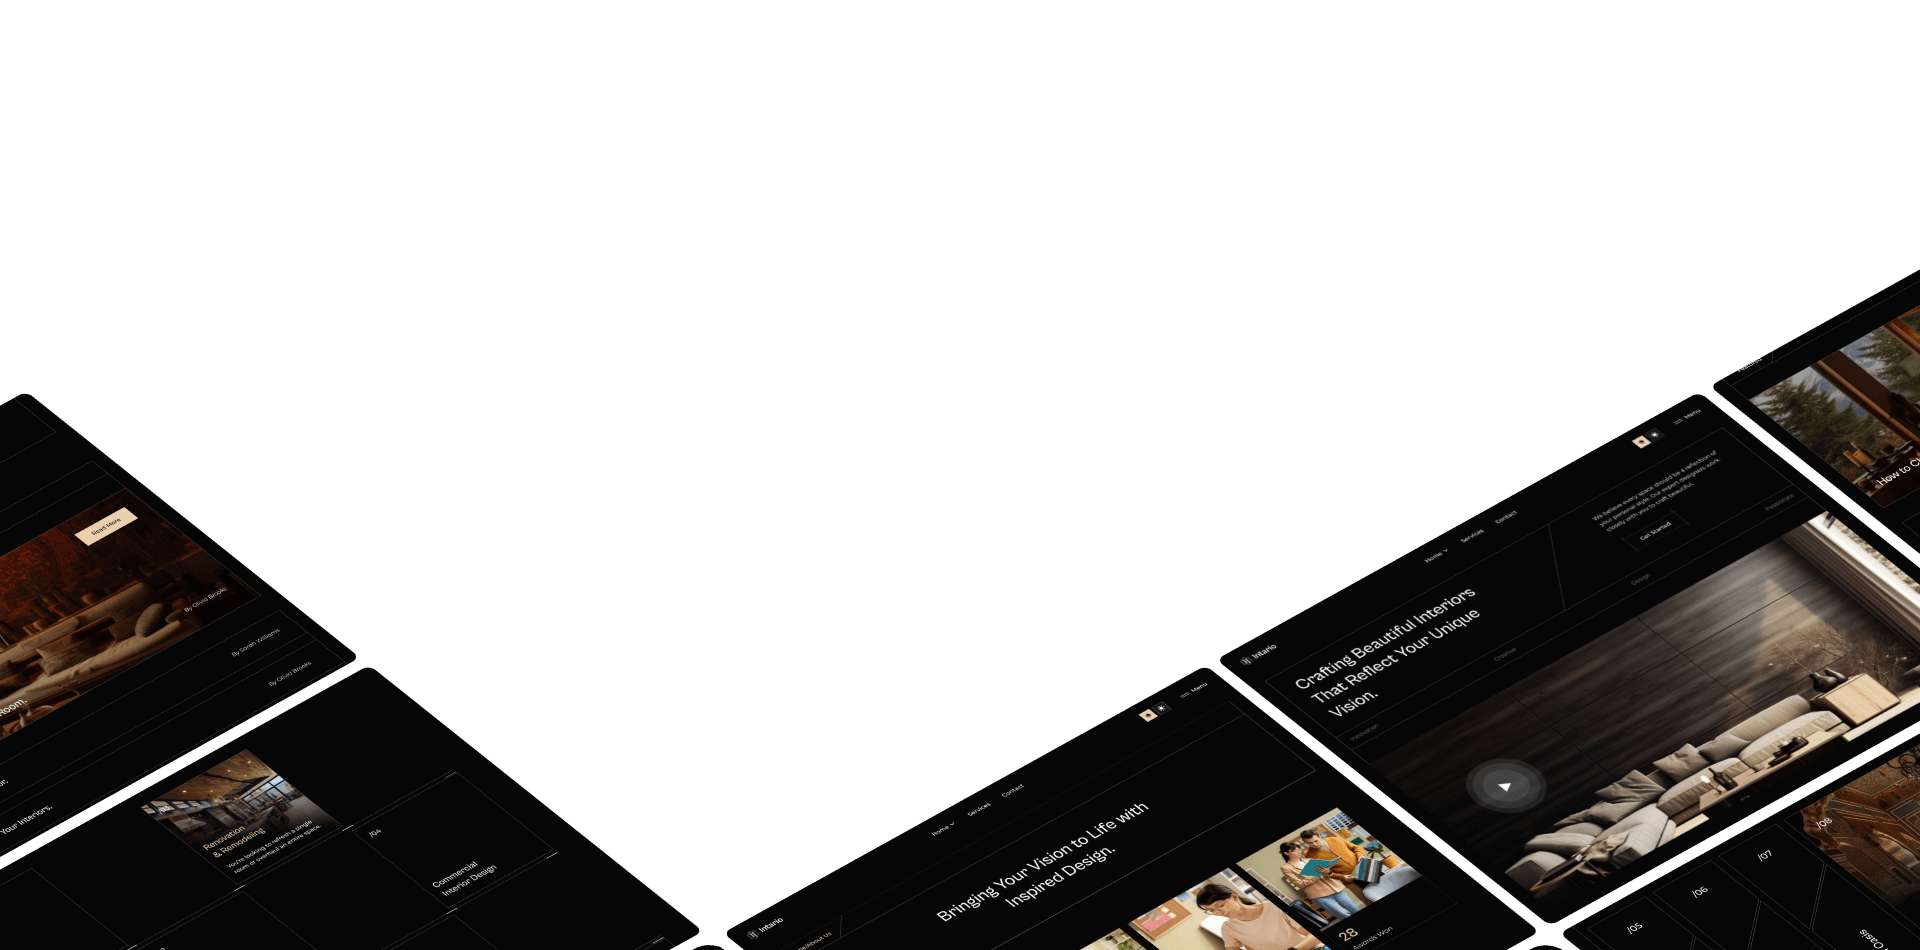 Read More
By Olivia Brooks
Room.
By Sarah Williams
By Olivia Brooks
Your Interiors.
Renovation
& Remodeling
You're looking to refresh a single
room or overhaul an entire space.
/04
Commercial
Interior Design
Intario
Home
Services
Contact
Menu
/About Us
Bringing Your Vision to Life with
Inspired Design.
28
Awards Won
Intario
Home
Services
Contact
Menu
Crafting Beautiful Interiors
That Reflect Your Unique
Vision.
We believe every space should be a reflection of
your personal style. Our expert designers work
closely with you to craft beautiful.
Get Started
Innovation
Creative
Design
Passionate
How to
/05
/06
/07
/08
Oasis